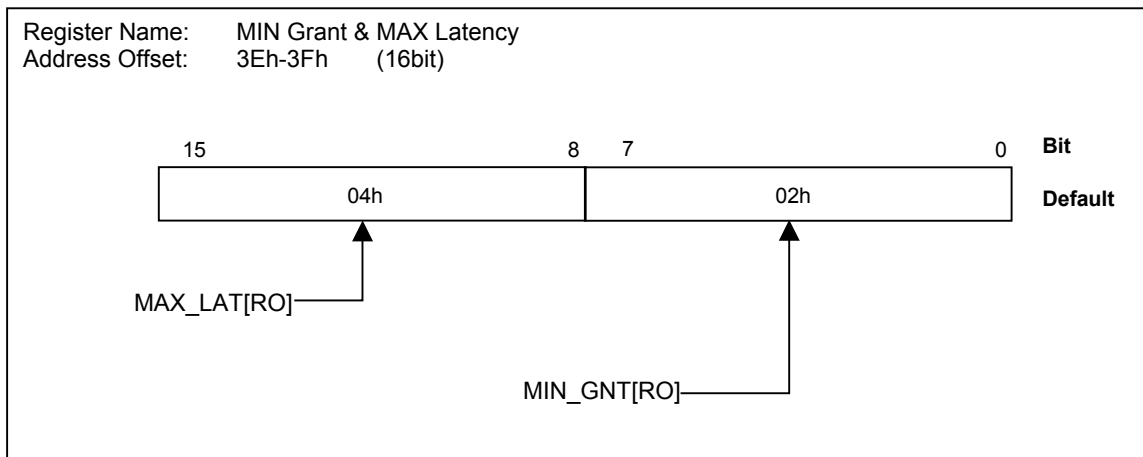 Register Name: MIN Grant & MAX Latency
Address Offset: 3Eh-3Fh (16bit)
15 8 7 0 Bit
04h 02h Default
MAX_LAT[RO]
MIN_GNT[RO]